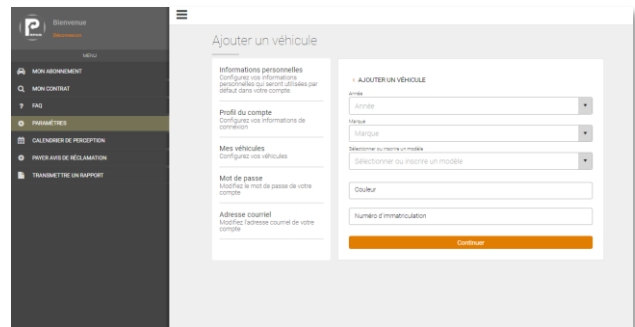 Bienvenue
Déconnexion
MENU
MON ABONNEMENT
MON CONTRAT
FAQ
PARAMÈTRES
CALENDRIER DE PERCEPTION
PAYER AVIS DE RÉCLAMATION
TRANSMETTRE UN RAPPORT
Ajouter un véhicule
Informations personnelles
Configurez vos informations
personnelles qui seront utilisées par
défaut dans votre compte
Profil du compte
Configurez vos informations de
connexion
Mes véhicules
Configurez vos véhicules
Mot de passe
Modifiez le mot de passe de votre
compte
Adresse courriel
Modifiez l'adresse courriel de votre
compte
‹ AJOUTER UN VÉHICULE
Année
Année
Marque
Marque
Sélectionner ou inscrire un modèle
Sélectionner ou inscrire un modèle
Couleur
Numéro d'immatriculation
Continuer